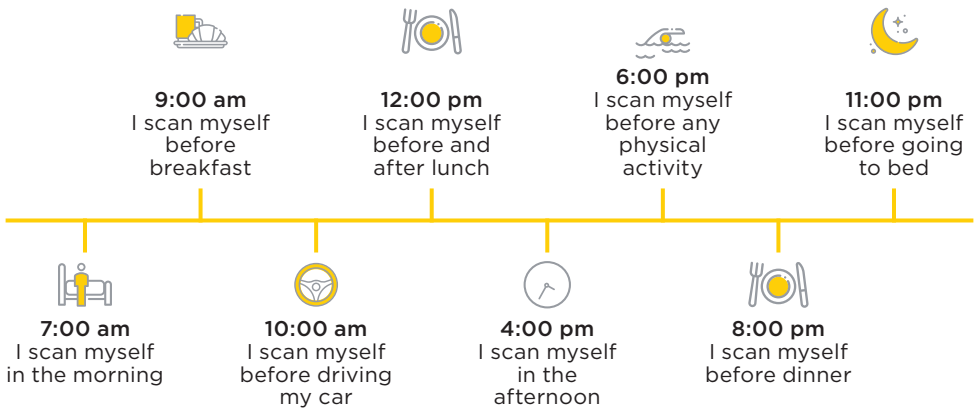 9:00 am
I scan myself
before
breakfast
12:00 pm
I scan myself
before and
after lunch
6:00 pm
I scan myself
before any
physical
activity
11:00 pm
I scan myself
before going
to bed
7:00 am
I scan myself
in the morning
10:00 am
I scan myself
before driving
my car
4:00 pm
I scan myself
in the
afternoon
8:00 pm
I scan myself
before dinner